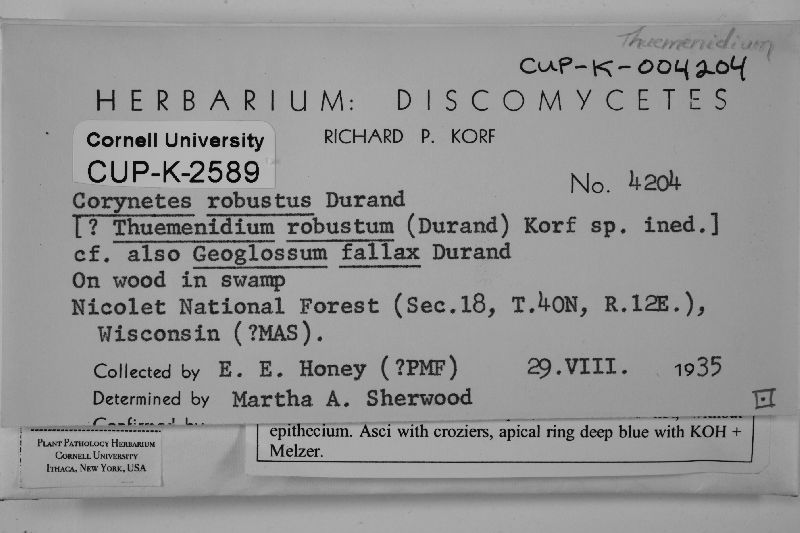 Thuemenidium
CUP-K-004204
HERBARIUM: DISCOMYCETES
RICHARD P. KORF
Cornell University
CUP-K-2589
No. 4204
Corynetes robustus Durand
[? Thuemenidium robustum (Durand) Korf sp. ined.]
cf. also Geoglossum fallax Durand
On wood in swamp
Nicolet National Forest (Sec.18, T.40N, R.12E.),
Wisconsin (?MAS).
Collected by E. E. Honey (?PMF) 29.VIII. 1935
Determined by Martha A. Sherwood
PLANT PATHOLOGY HERBARIUM
CORNELL UNIVERSITY
ITHACA, NEW YORK, USA
epithecium. Asci with croziers, apical ring deep blue with KOH +
Melzer.